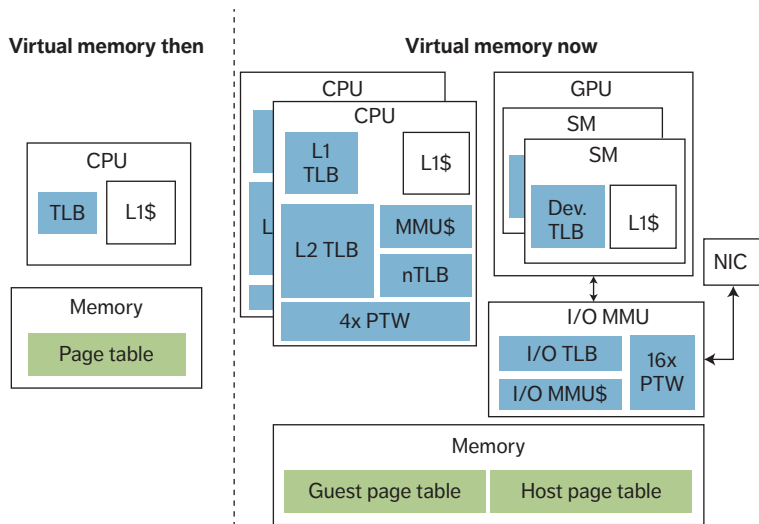 Virtual memory then
Virtual memory now
CPU
TLB
L1$
Memory
Page table
CPU
L
CPU
L1
TLB
L1$
L2 TLB
MMU$
nTLB
4x PTW
GPU
SM
SM
Dev.
TLB
L1$
NIC
I/O MMU
I/O TLB
I/O MMU$
16x
PTW
Memory
Guest page table
Host page table